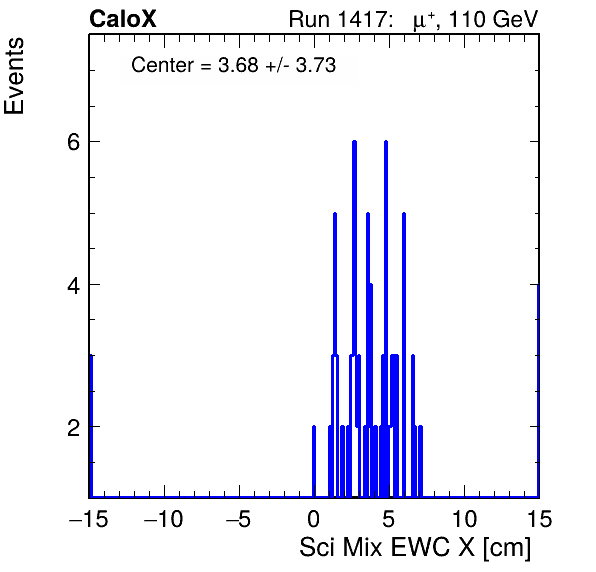 CaloX Run 1417: μ⁺, 110 GeV
Center = 3.68 +/- 3.73
Events
6
4
2
−15 −10 −5 0 5 10 15
Sci Mix EWC X [cm]